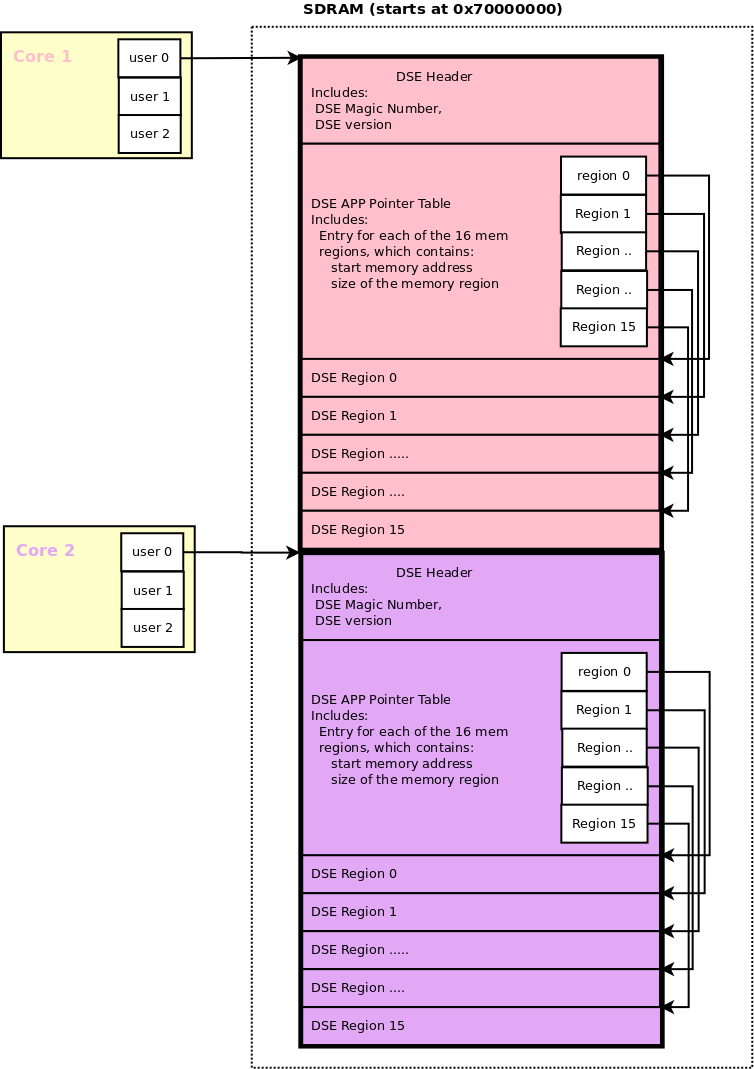 SDRAM (starts at 0x70000000)
Core 1
user 0
user 1
user 2
DSE Header
Includes:
DSE Magic Number,
DSE version
DSE APP Pointer Table
Includes:
Entry for each of the 16 mem
regions, which contains:
start memory address
size of the memory region
region 0
Region 1
Region ..
Region ..
Region 15
DSE Region 0
DSE Region 1
DSE Region .....
DSE Region ....
DSE Region 15
Core 2
user 0
user 1
user 2
DSE Header
Includes:
DSE Magic Number,
DSE version
DSE APP Pointer Table
Includes:
Entry for each of the 16 mem
regions, which contains:
start memory address
size of the memory region
region 0
Region 1
Region ..
Region ..
Region 15
DSE Region 0
DSE Region 1
DSE Region .....
DSE Region ....
DSE Region 15